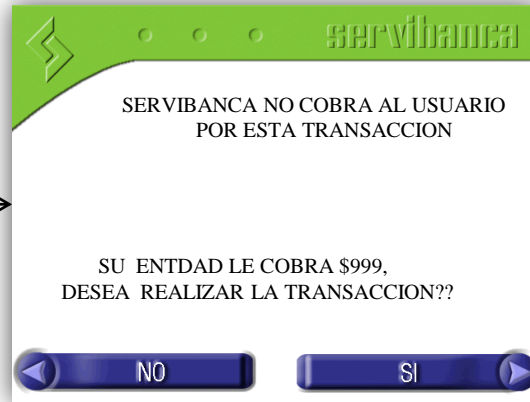 servibanca
SERVIBANCA NO COBRA AL USUARIO
POR ESTA TRANSACCION
SU ENTDAD LE COBRA $999,
DESEA REALIZAR LA TRANSACCION??
NO
SI